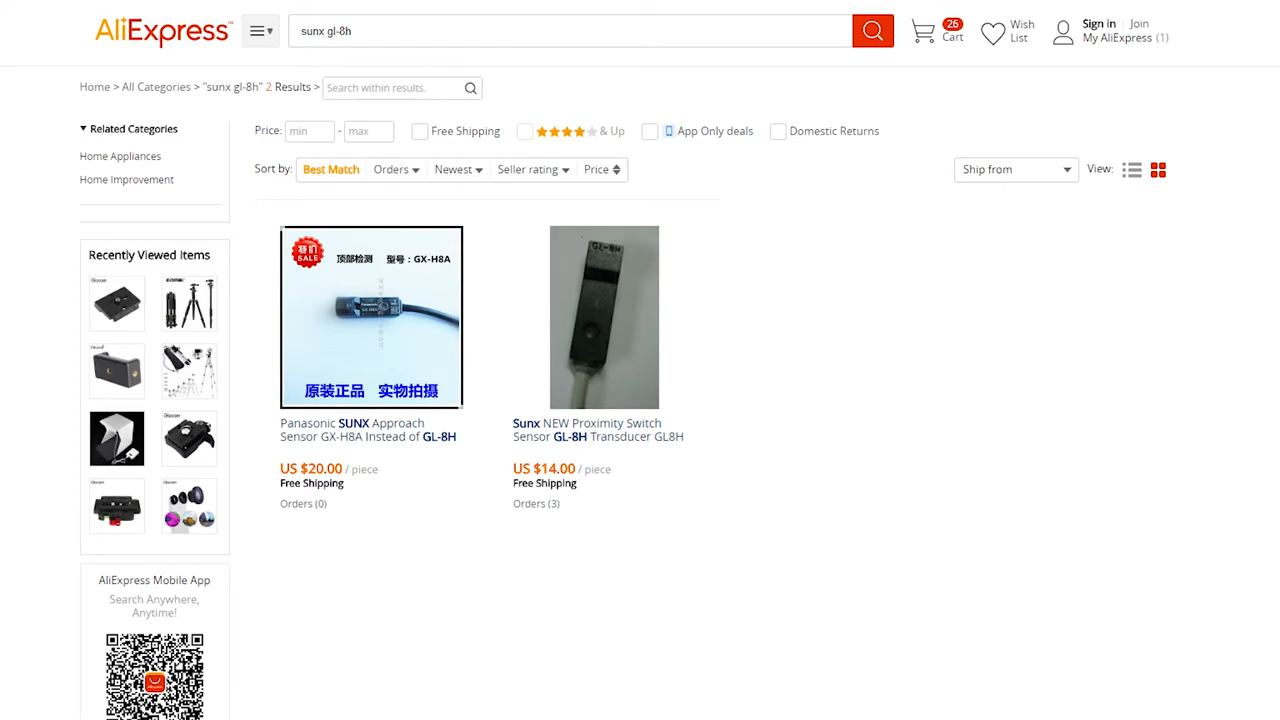 AliExpress™
sunx gl-8h
26
Cart
Wish
List
Sign in | Join
My AliExpress (1)
Home > All Categories > "sunx gl-8h" 2 Results >
Search within results.
Related Categories
Home Appliances
Home Improvement
Price: min - max Free Shipping & Up App Only deals Domestic Returns
Sort by: Best Match Orders Newest Seller rating Price
Ship from
View:
Recently Viewed Items
特价
SALE
顶部检测 型号：GX-H8A
原装正品 实物拍摄
Panasonic SUNX Approach
Sensor GX-H8A Instead of GL-8H
US $20.00 / piece
Free Shipping
Orders (0)
GL-8H
Sunx NEW Proximity Switch
Sensor GL-8H Transducer GL8H
US $14.00 / piece
Free Shipping
Orders (3)
AliExpress Mobile App
Search Anywhere,
Anytime!